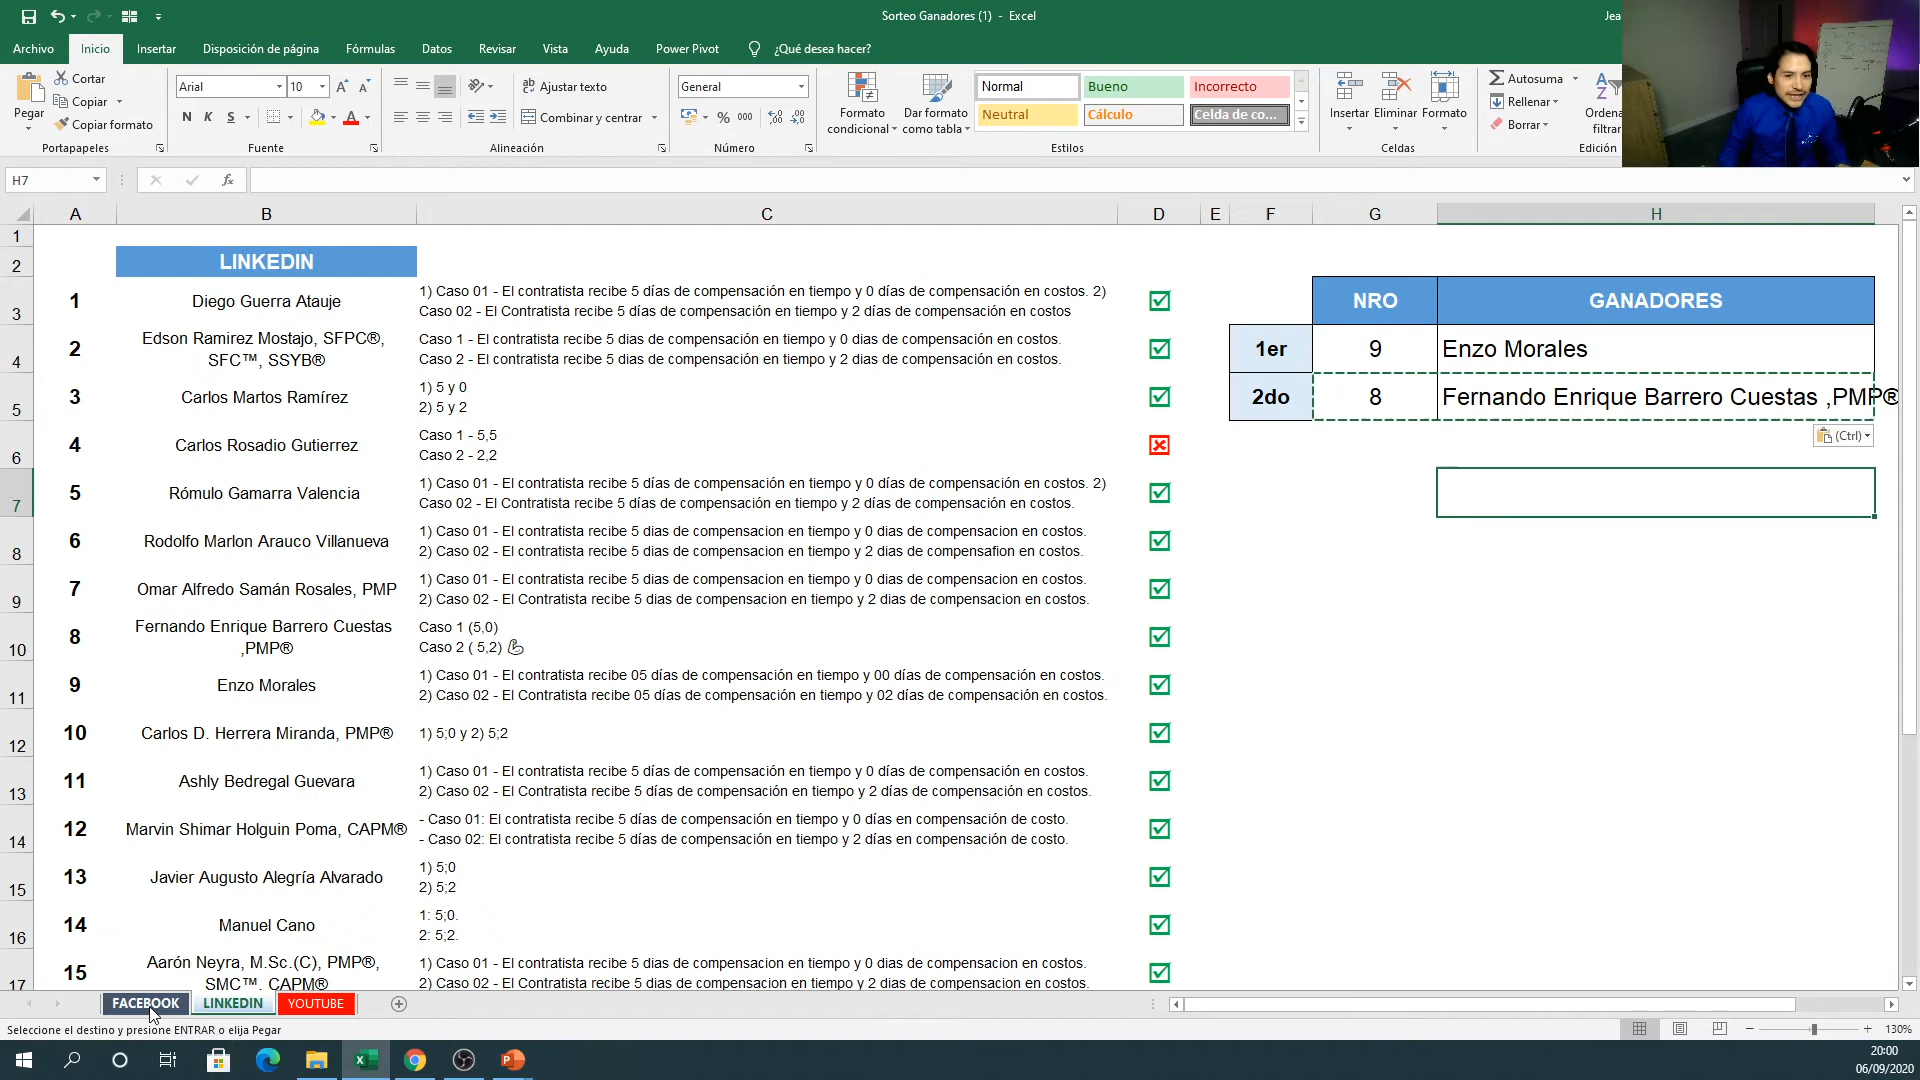 Sorteo Ganadores (1) - Excel
Jea
Archivo Inicio Insertar Disposición de página Fórmulas Datos Revisar Vista Ayuda Power Pivot ¿Qué desea hacer?
Pegar
Cortar
Copiar
Copiar formato
Portapapeles
Arial 10
N K S
Fuente
Ajustar texto
Combinar y centrar
Alineación
General
% 000
Número
Formato condicional
Dar formato como tabla
Normal Bueno Incorrecto
Neutral Cálculo Celda de co...
Estilos
Insertar Eliminar Formato
Celdas
Autosuma
Rellenar
Borrar
Ordena
filtrar
Edición
H7
fx
A B C D E F G H
1
2 LINKEDIN
3 1 Diego Guerra Atauje 1) Caso 01 - El contratista recibe 5 días de compensación en tiempo y 0 días de compensación en costos. 2)
Caso 02 - El Contratista recibe 5 días de compensación en tiempo y 2 días de compensación en costos
NRO GANADORES
4 2 Edson Ramirez Mostajo, SFPC®,
SFC™, SSYB®
Caso 1 - El contratista recibe 5 dias de compensación en tiempo y 0 días de compensación en costos.
Caso 2 - El contratista recibe 5 dias de compensación en tiempo y 2 dias de compensación en costos.
1er 9 Enzo Morales
5 3 Carlos Martos Ramírez 1) 5 y 0
2) 5 y 2
2do 8 Fernando Enrique Barrero Cuestas ,PMP®
(Ctrl)
6 4 Carlos Rosadio Gutierrez Caso 1 - 5,5
Caso 2 - 2,2
7 5 Rómulo Gamarra Valencia 1) Caso 01 - El contratista recibe 5 días de compensación en tiempo y 0 días de compensación en costos. 2)
Caso 02 - El Contratista recibe 5 días de compensación en tiempo y 2 días de compensación en costos.
8 6 Rodolfo Marlon Arauco Villanueva 1) Caso 01 - El contratista recibe 5 dias de compensacion en tiempo y 0 dias de compensacion en costos.
2) Caso 02 - El Contratista recibe 5 dias de compensacion en tiempo y 2 dias de compensafion en costos.
9 7 Omar Alfredo Samán Rosales, PMP 1) Caso 01 - El contratista recibe 5 dias de compensacion en tiempo y 0 dias de compensacion en costos.
2) Caso 02 - El Contratista recibe 5 dias de compensacion en tiempo y 2 dias de compensacion en costos.
10 8 Fernando Enrique Barrero Cuestas
,PMP®
Caso 1 (5,0)
Caso 2 ( 5,2) 💪
11 9 Enzo Morales 1) Caso 01 - El contratista recibe 05 días de compensación en tiempo y 00 días de compensación en costos.
2) Caso 02 - El Contratista recibe 05 días de compensación en tiempo y 02 días de compensación en costos.
12 10 Carlos D. Herrera Miranda, PMP® 1) 5;0 y 2) 5;2
13 11 Ashly Bedregal Guevara 1) Caso 01 - El contratista recibe 5 días de compensación en tiempo y 0 días de compensación en costos.
2) Caso 02 - El Contratista recibe 5 días de compensación en tiempo y 2 días de compensación en costos.
14 12 Marvin Shimar Holguin Poma, CAPM® - Caso 01: El contratista recibe 5 días de compensación en tiempo y 0 días en compensación de costo.
- Caso 02: El contratista recibe 5 días de compensación en tiempo y 2 días en compensación de costo.
15 13 Javier Augusto Alegría Alvarado 1) 5;0
2) 5;2
16 14 Manuel Cano 1: 5;0.
2: 5;2.
17 15 Aarón Neyra, M.Sc.(C), PMP®,
SMC™, CAPM®
1) Caso 01 - El contratista recibe 5 dias de compensacion en tiempo y 0 dias de compensacion en costos.
2) Caso 02 - El Contratista recibe 5 dias de compensacion en tiempo y 2 dias de compensacion en costos.
FACEBOOK LINKEDIN YOUTUBE
Seleccione el destino y presione ENTRAR o elija Pegar
130%
20:00
06/09/2020